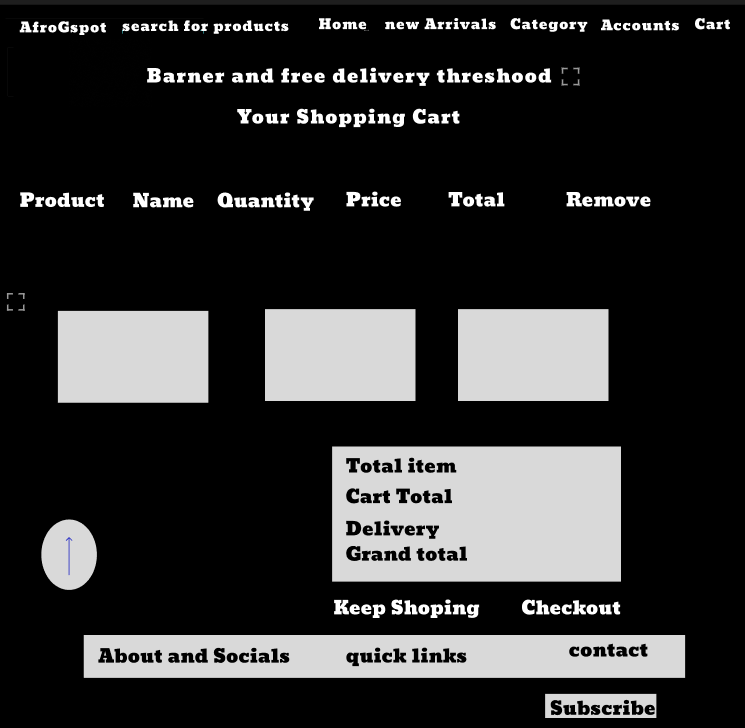 AfroGspot search for products Home new Arrivals Category Accounts Cart
Barner and free delivery threshood
Your Shopping Cart
Product Name Quantity Price Total Remove
Total item
Cart Total
Delivery
Grand total
Keep Shoping Checkout
About and Socials quick links contact
Subscribe